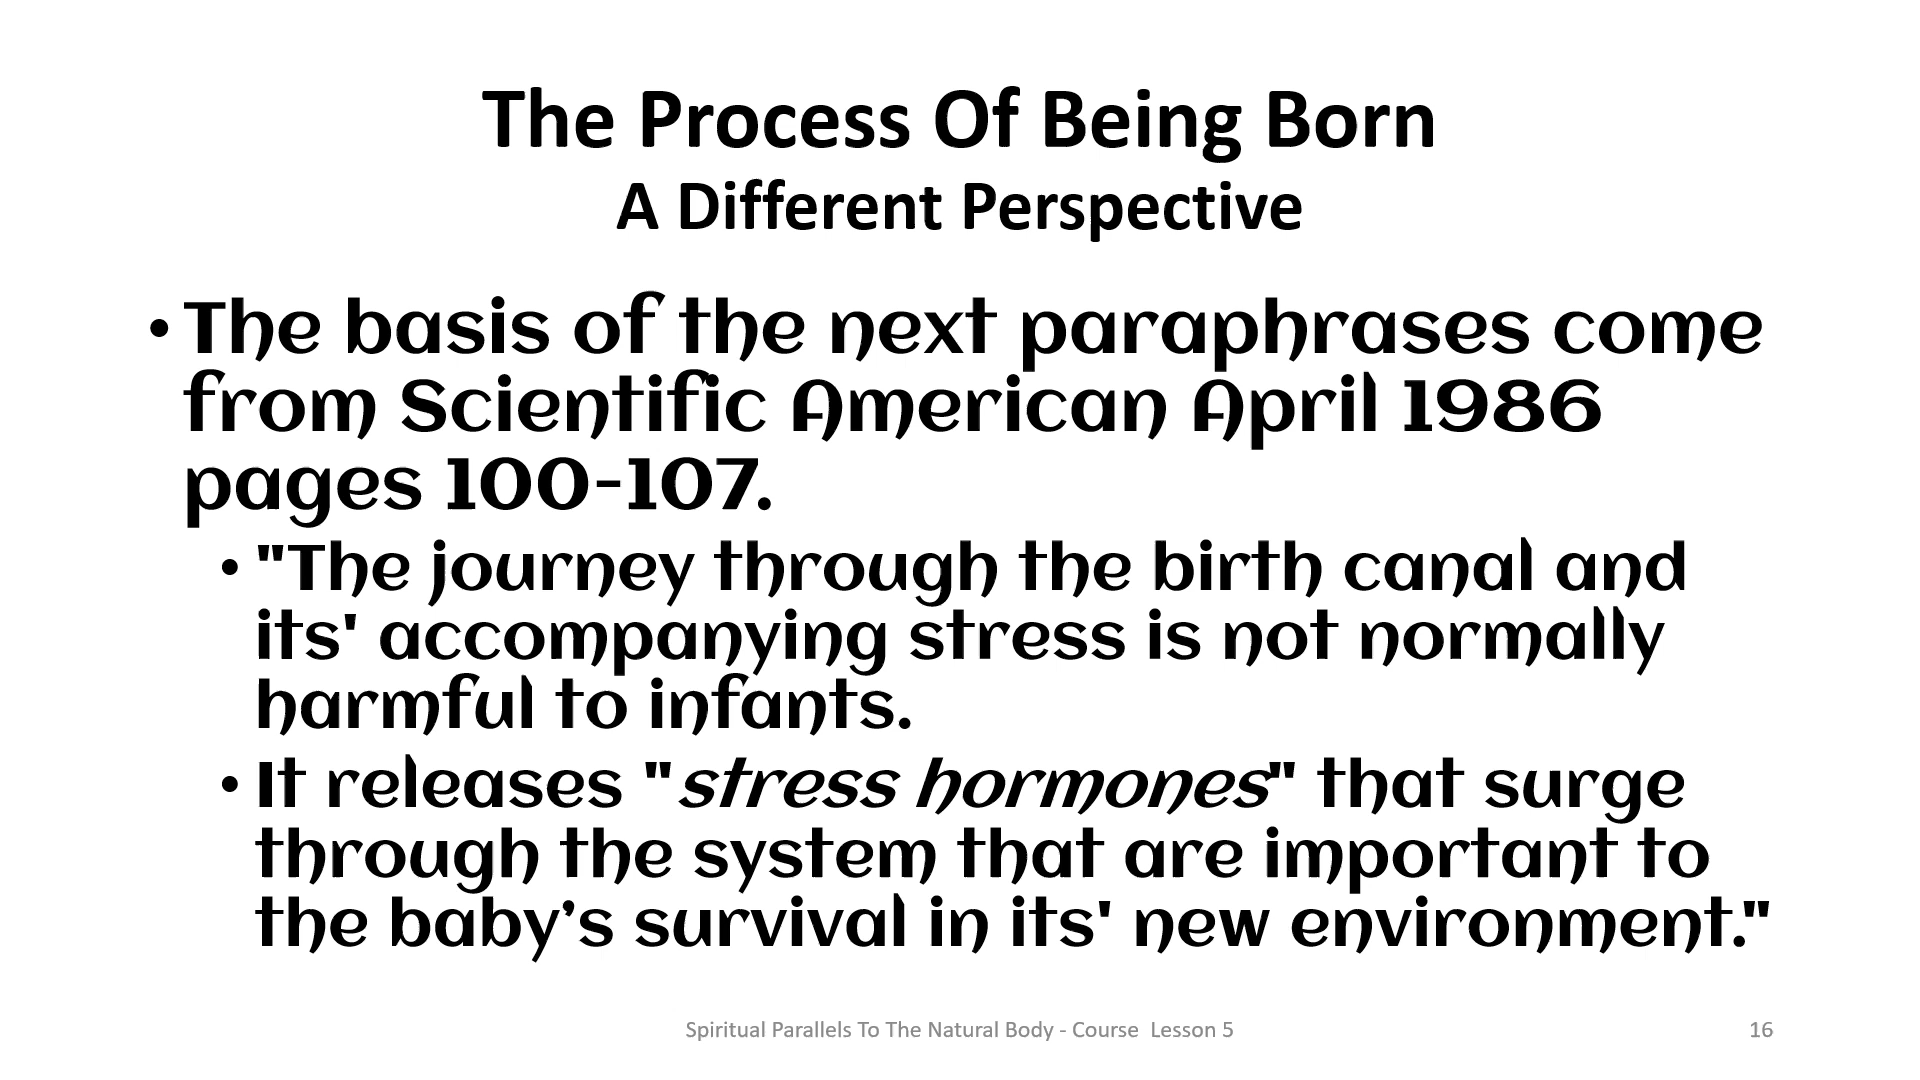 The Process Of Being Born
A Different Perspective
• The basis of the next paraphrases come
from Scientific American April 1986
pages 100-107.
• "The journey through the birth canal and
its' accompanying stress is not normally
harmful to infants.
• It releases "stress hormones" that surge
through the system that are important to
the baby’s survival in its' new environment."
Spiritual Parallels To The Natural Body - Course  Lesson 5
16